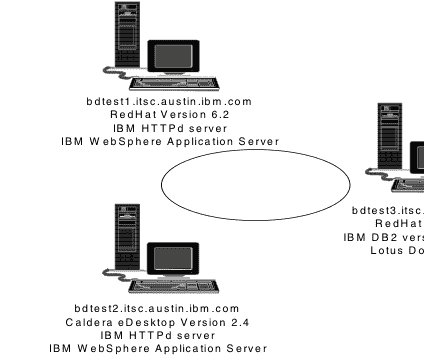 bdtest1.itsc.austin.ibm.com
RedHat Version 6.2
IBM HTTPd server
IBM WebSphere Application Server
bdtest3.itsc.
RedHat
IBM DB2
Lotus
bdtest2.itsc.austin.ibm.com
Caldera eDesktop Version 2.4
IBM HTTPd server
IBM WebSphere Application Server